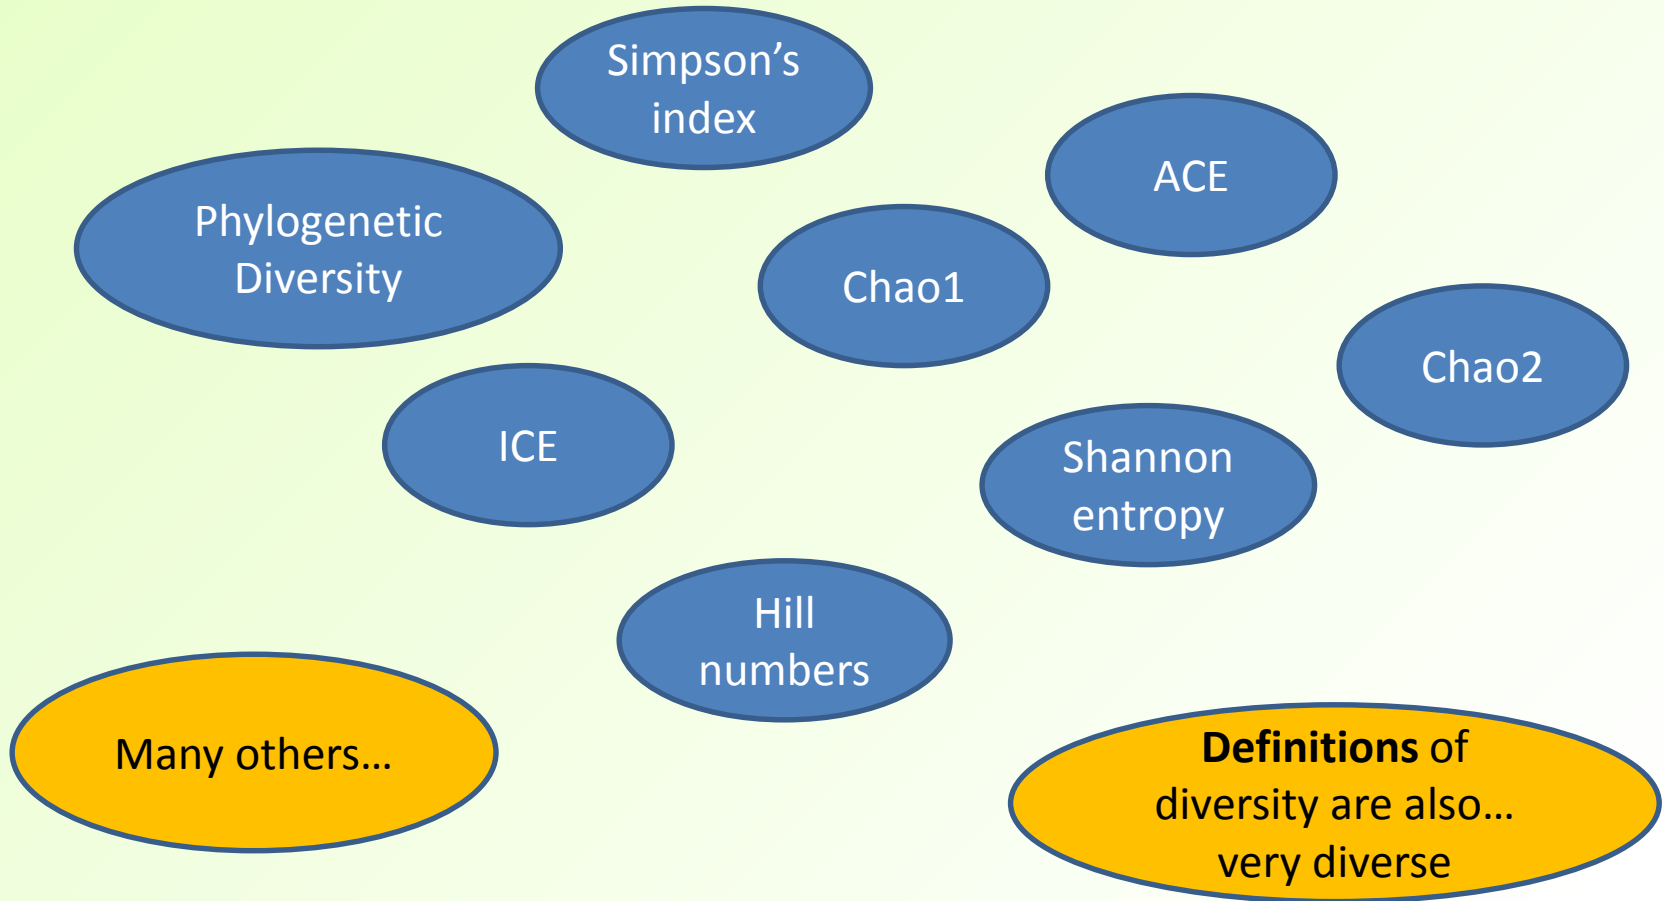 Simpson’s
index
ACE
Phylogenetic
Diversity
Chao1
Chao2
ICE
Shannon
entropy
Hill
numbers
Many others…
Definitions of
diversity are also…
very diverse